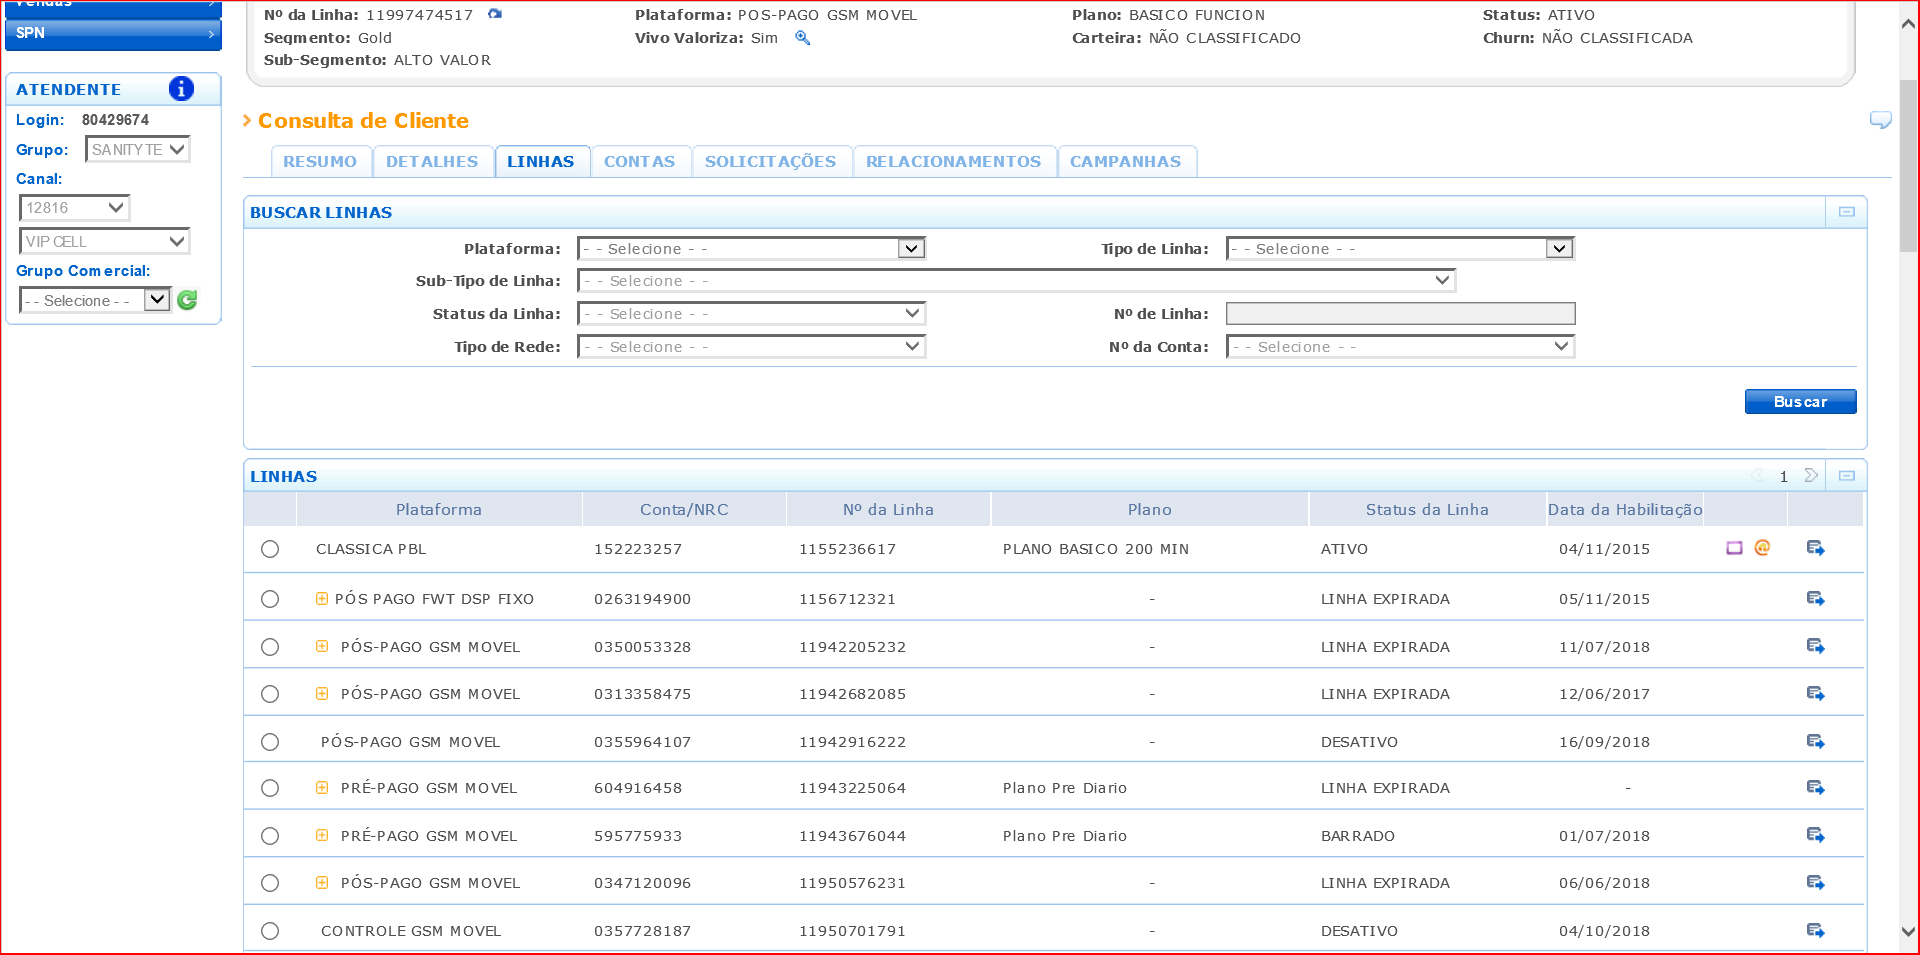 Vendas
SPN
ATENDENTE
Login: 80429674
Grupo: SANITYTE
Canal:
12816
VIP CELL
Grupo Comercial:
- - Selecione - -
Nº da Linha: 11997474517
Plataforma: POS-PAGO GSM MOVEL
Plano: BASICO FUNCION
Status: ATIVO
Segmento: Gold
Vivo Valoriza: Sim
Carteira: NÃO CLASSIFICADO
Churn: NÃO CLASSIFICADA
Sub-Segmento: ALTO VALOR
Consulta de Cliente
RESUMO DETALHES LINHAS CONTAS SOLICITAÇÕES RELACIONAMENTOS CAMPANHAS
BUSCAR LINHAS
Plataforma: - - Selecione - - Tipo de Linha: - - Selecione - -
Sub-Tipo de Linha: - - Selecione - -
Status da Linha: - - Selecione - - Nº de Linha:
Tipo de Rede: - - Selecione - - Nº da Conta: - - Selecione - -
Buscar
LINHAS 1
Plataforma Conta/NRC Nº da Linha Plano Status da Linha Data da Habilitação
CLASSICA PBL 152223257 1155236617 PLANO BASICO 200 MIN ATIVO 04/11/2015
PÓS PAGO FWT DSP FIXO 0263194900 1156712321 - LINHA EXPIRADA 05/11/2015
PÓS-PAGO GSM MOVEL 0350053328 11942205232 - LINHA EXPIRADA 11/07/2018
PÓS-PAGO GSM MOVEL 0313358475 11942682085 - LINHA EXPIRADA 12/06/2017
PÓS-PAGO GSM MOVEL 0355964107 11942916222 - DESATIVO 16/09/2018
PRÉ-PAGO GSM MOVEL 604916458 11943225064 Plano Pre Diario LINHA EXPIRADA -
PRÉ-PAGO GSM MOVEL 595775933 11943676044 Plano Pre Diario BARRADO 01/07/2018
PÓS-PAGO GSM MOVEL 0347120096 11950576231 - LINHA EXPIRADA 06/06/2018
CONTROLE GSM MOVEL 0357728187 11950701791 - DESATIVO 04/10/2018